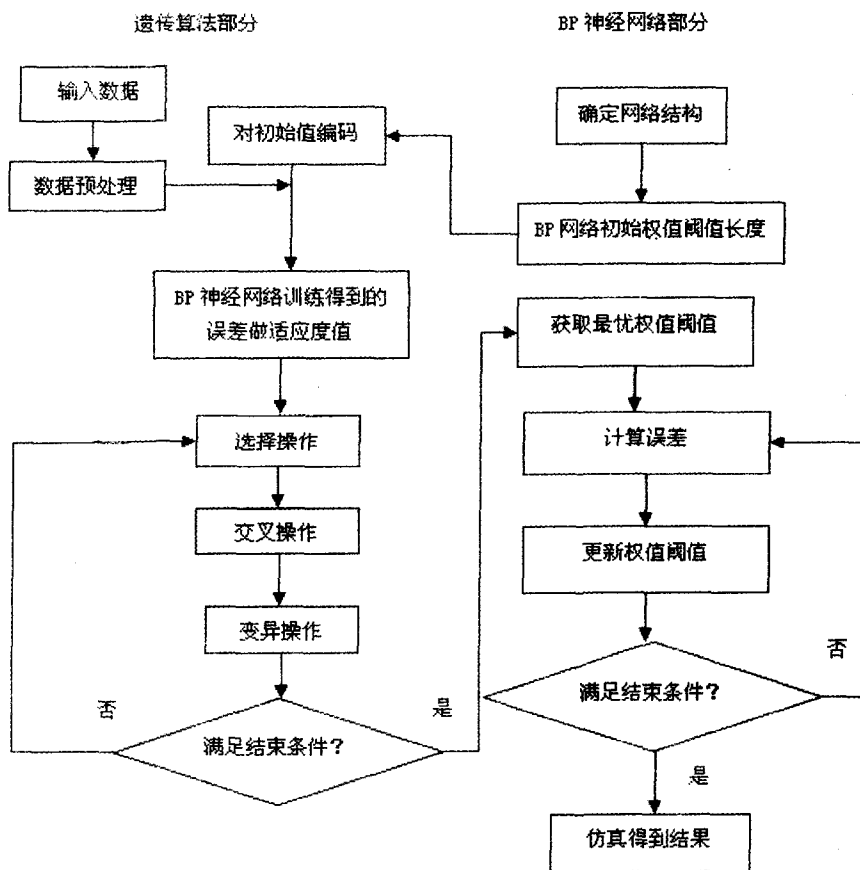 遗传算法部分
输入数据
数据预处理
对初始值编码
BP 神经网络训练得到的
误差做适应度值
选择操作
交叉操作
变异操作
满足结束条件?
否
是
BP 神经网络部分
确定网络结构
BP 网络初始权值阈值长度
获取最优权值阈值
计算误差
更新权值阈值
满足结束条件?
否
是
仿真得到结果